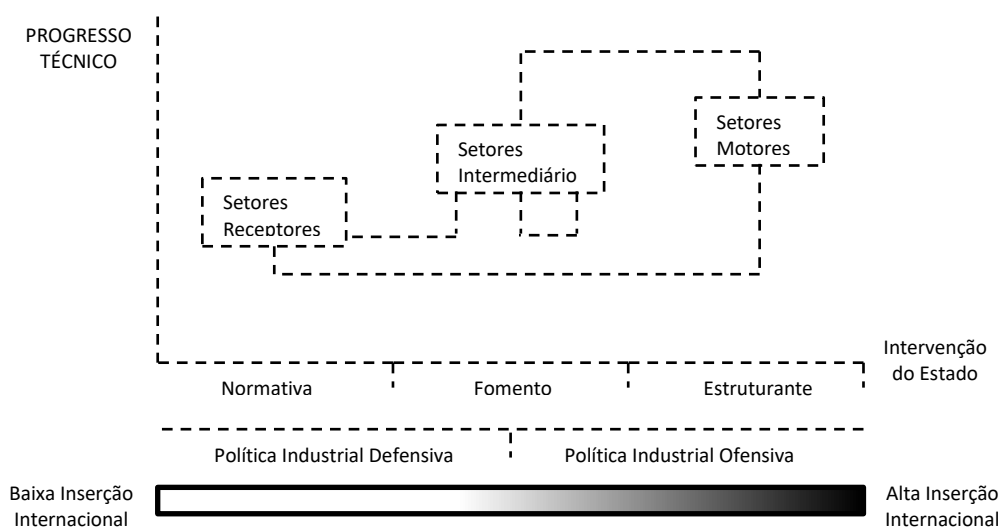 PROGRESSO
TÉCNICO
Setores
Motores
Setores
Intermediário
Setores
Receptores
Intervenção
do Estado
Normativa
Fomento
Estruturante
Política Industrial Defensiva
Política Industrial Ofensiva
Baixa Inserção
Internacional
Alta Inserção
Internacional